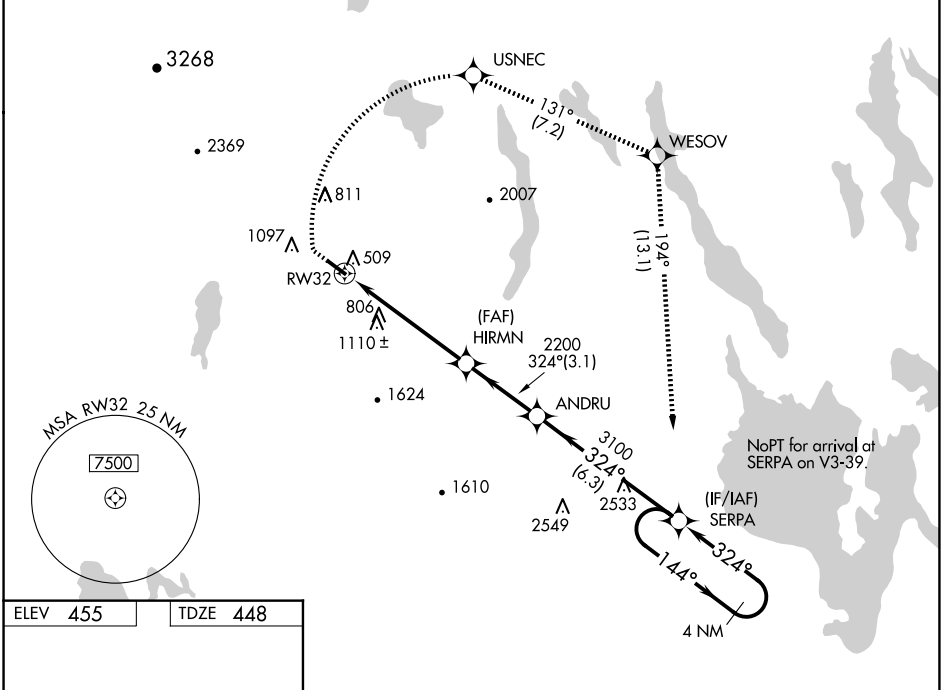 3268
USNEC
131°
(7.2)
2369
WESOV
811
2007
1097
509
194°
(13.1)
RW32
806
(FAF)
HIRMN
1110 ±
2200
324°(3.1)
1624
ANDRU
MSA RW32 25 NM
7500
3100
324°
(6.3)
NoPT for arrival at
SERPA on V3-39.
1610
2533
(IF/IAF)
SERPA
2549
324°
144°
4 NM
ELEV 455
TDZE 448